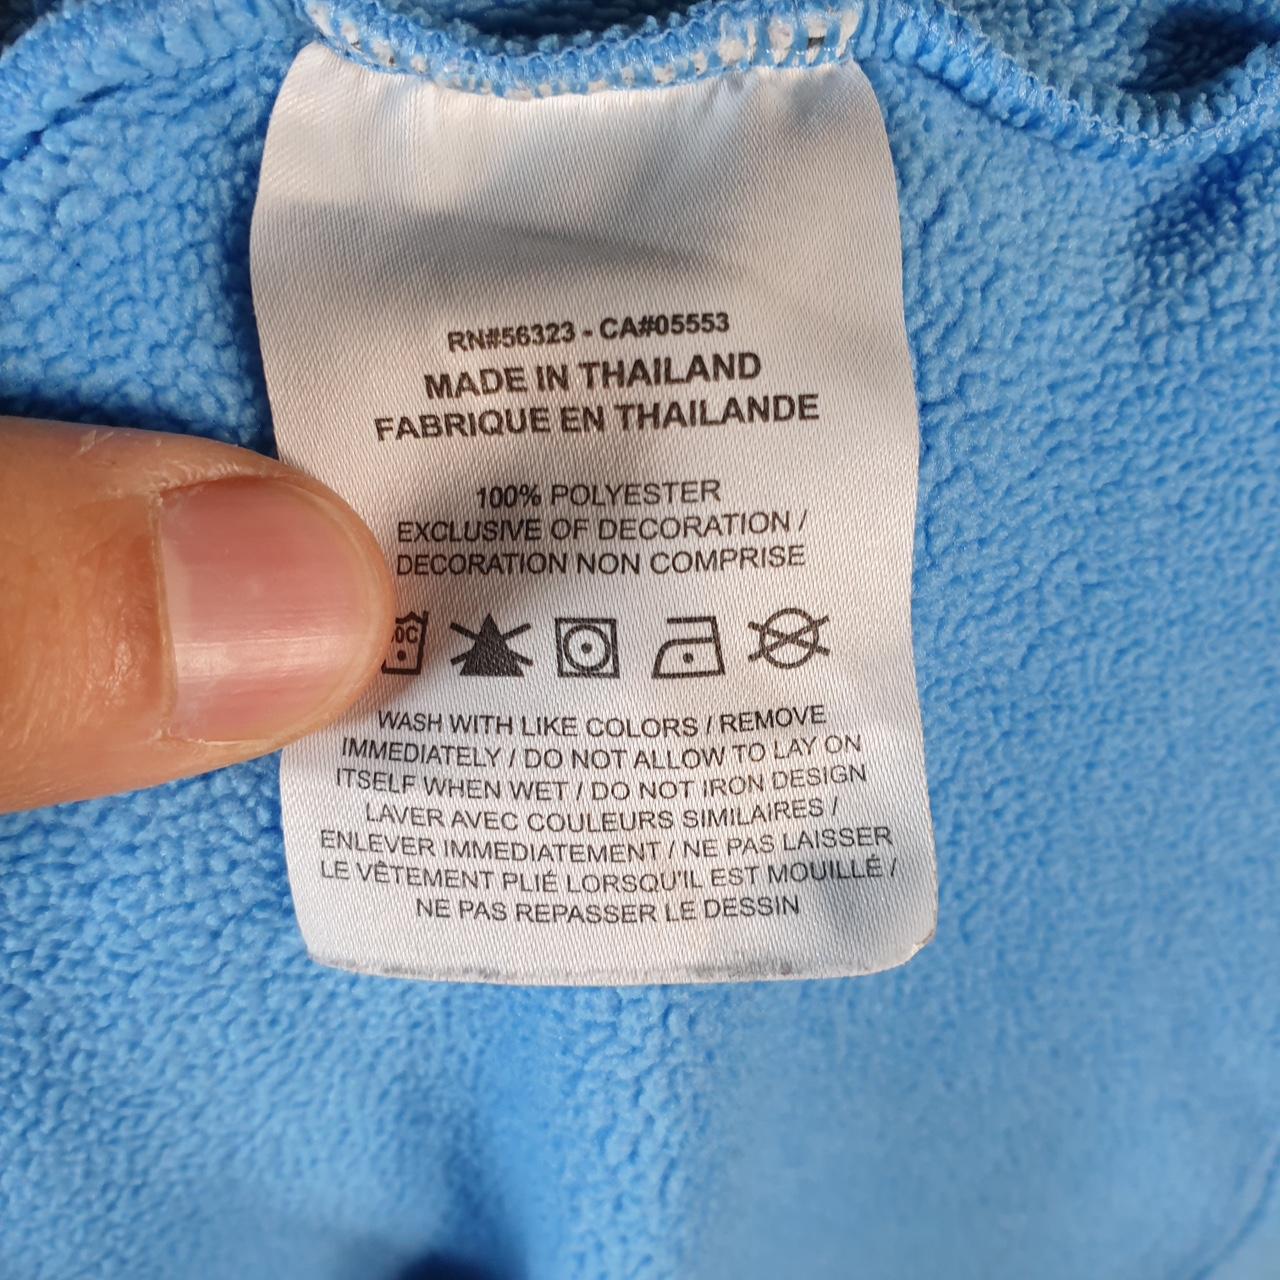 RN#56323 - CA#05553
MADE IN THAILAND
FABRIQUE EN THAILANDE
100% POLYESTER
EXCLUSIVE OF DECORATION /
DECORATION NON COMPRISE
WASH WITH LIKE COLORS / REMOVE
IMMEDIATELY / DO NOT ALLOW TO LAY ON
ITSELF WHEN WET / DO NOT IRON DESIGN
LAVER AVEC COULEURS SIMILAIRES /
ENLEVER IMMEDIATEMENT / NE PAS LAISSER
LE VÊTEMENT PLIÉ LORSQU'IL EST MOUILLÉ /
NE PAS REPASSER LE DESSIN